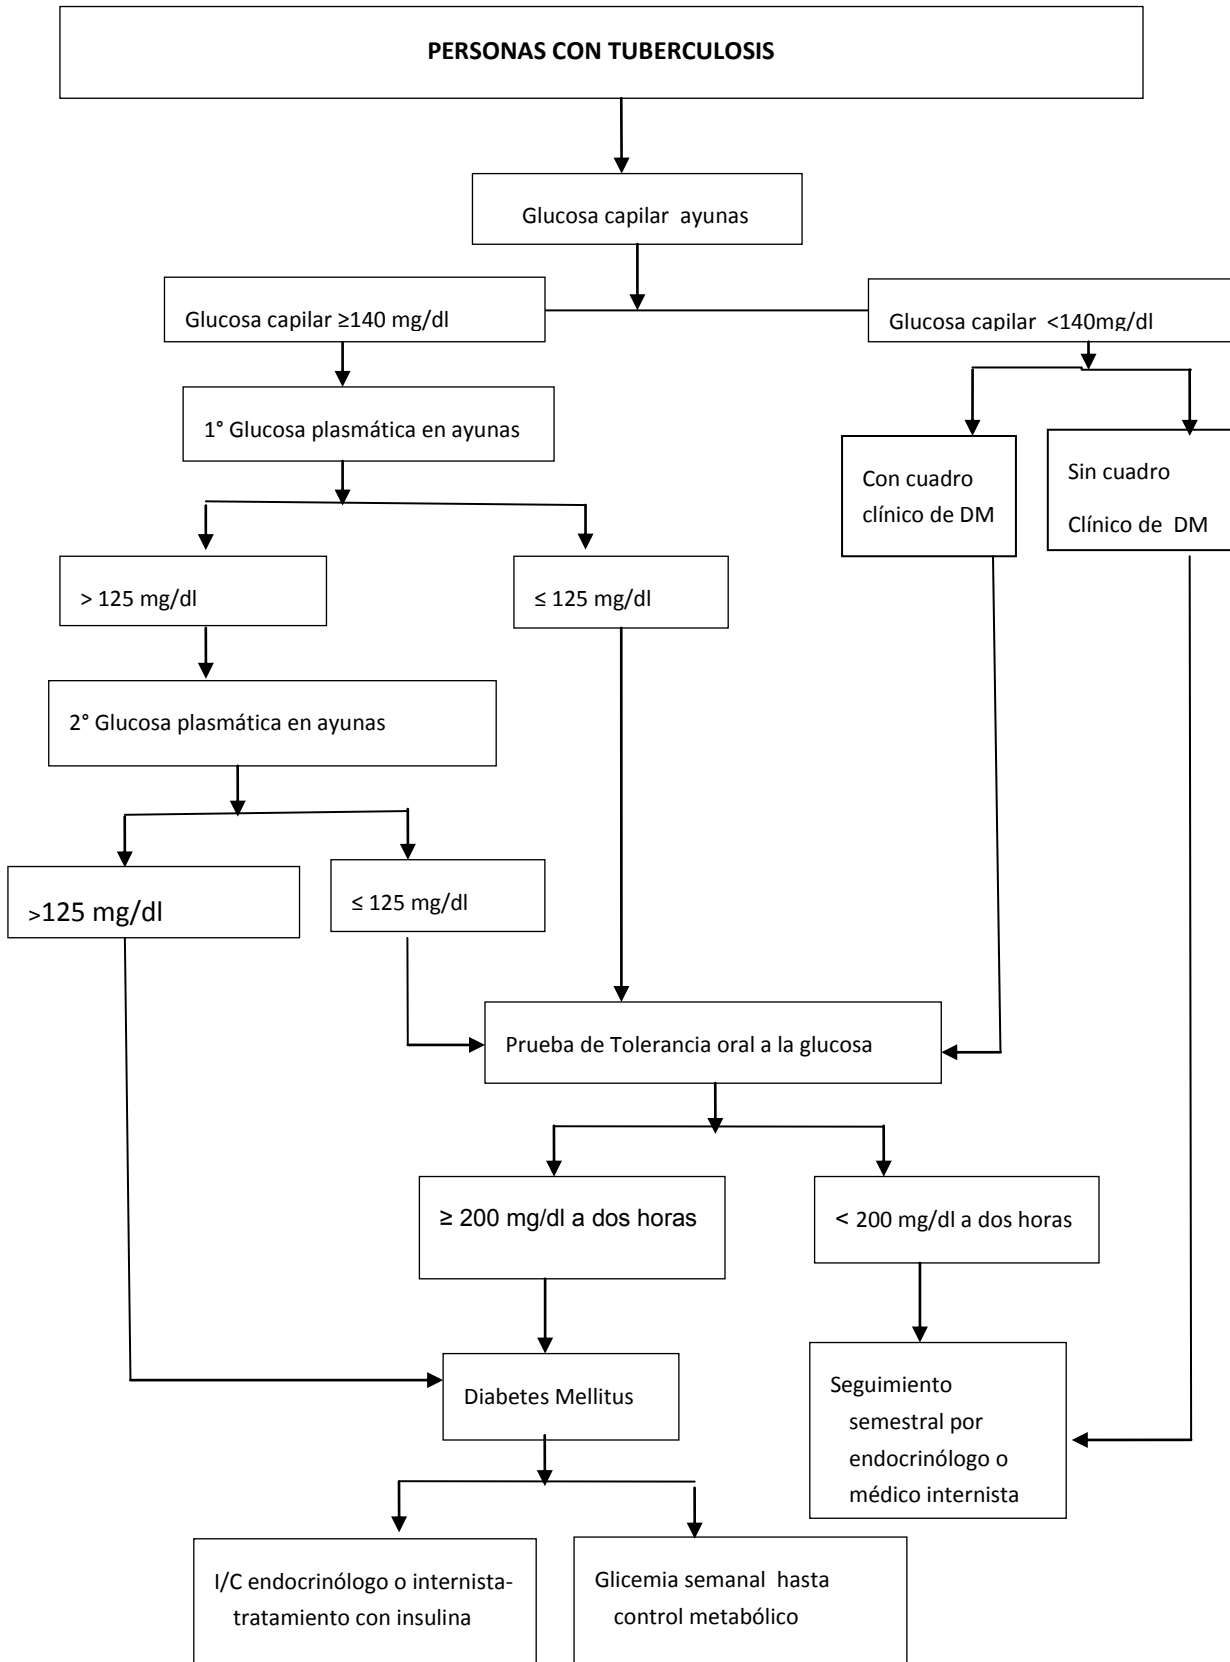 PERSONAS CON TUBERCULOSIS
Glucosa capilar ayunas
Glucosa capilar ≥140 mg/dl
Glucosa capilar <140mg/dl
1° Glucosa plasmática en ayunas
Con cuadro
clínico de DM
Sin cuadro
Clínico de DM
> 125 mg/dl
≤ 125 mg/dl
2° Glucosa plasmática en ayunas
>125 mg/dl
≤ 125 mg/dl
Prueba de Tolerancia oral a la glucosa
≥ 200 mg/dl a dos horas
< 200 mg/dl a dos horas
Diabetes Mellitus
Seguimiento
semestral por
endocrinólogo o
médico internista
I/C endocrinólogo o internista-
tratamiento con insulina
Glicemia semanal hasta
control metabólico